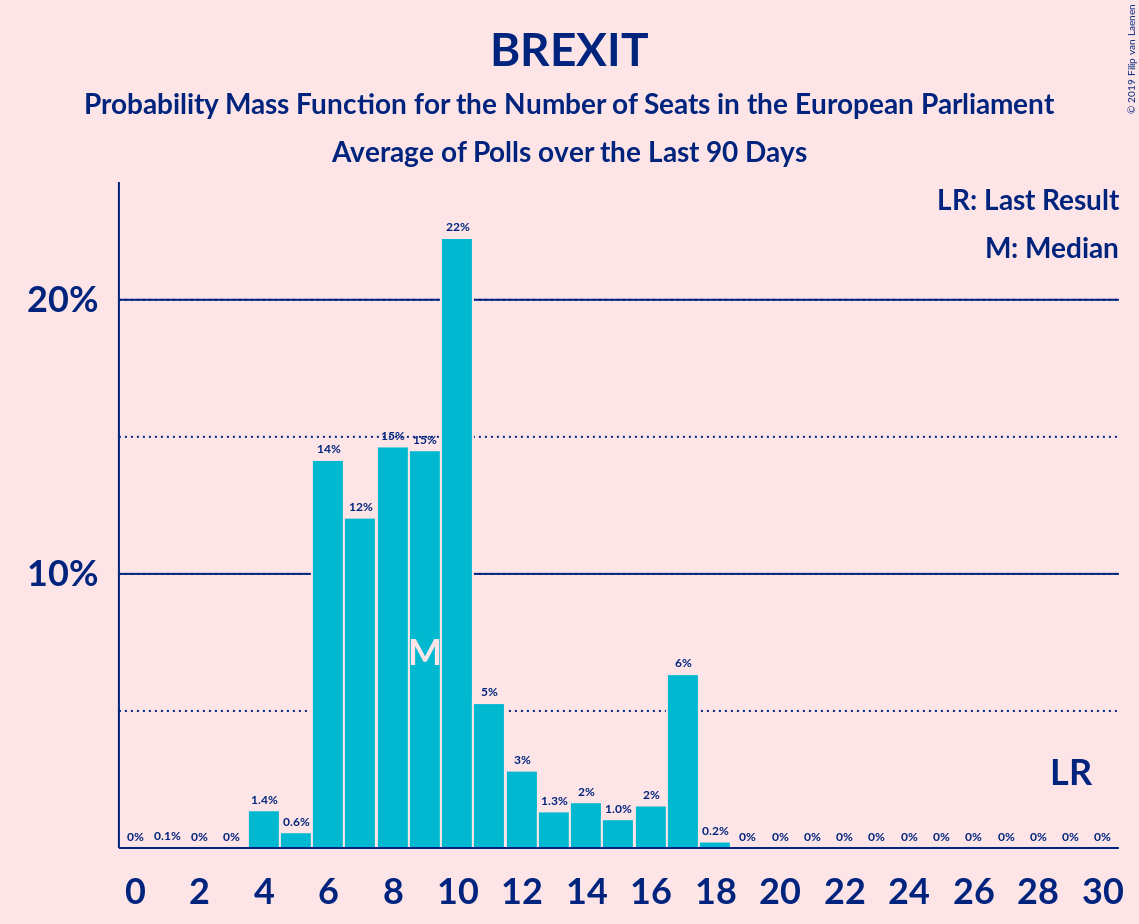 BREXIT
Probability Mass Function for the Number of Seats in the European Parliament
Average of Polls over the Last 90 Days
© 2019 Filip van Laenen
LR: Last Result
M: Median
20%
10%
0% 0.1% 0% 0% 1.4% 0.6% 14% 12% 15% 15% 22% 5% 3% 1.3% 2% 1.0% 2% 6% 0.2% 0% 0% 0% 0% 0% 0% 0% 0% 0% 0% 0% 0%
M
LR
0 2 4 6 8 10 12 14 16 18 20 22 24 26 28 30